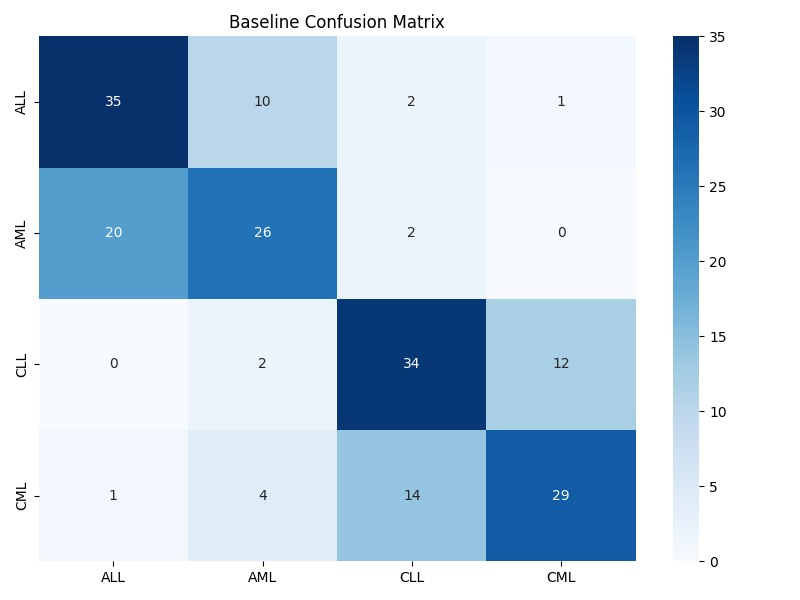 Baseline Confusion Matrix
ALL 35 10 2 1
AML 20 26 2 0
CLL 0 2 34 12
CML 1 4 14 29
ALL AML CLL CML
35
30
25
20
15
10
5
0